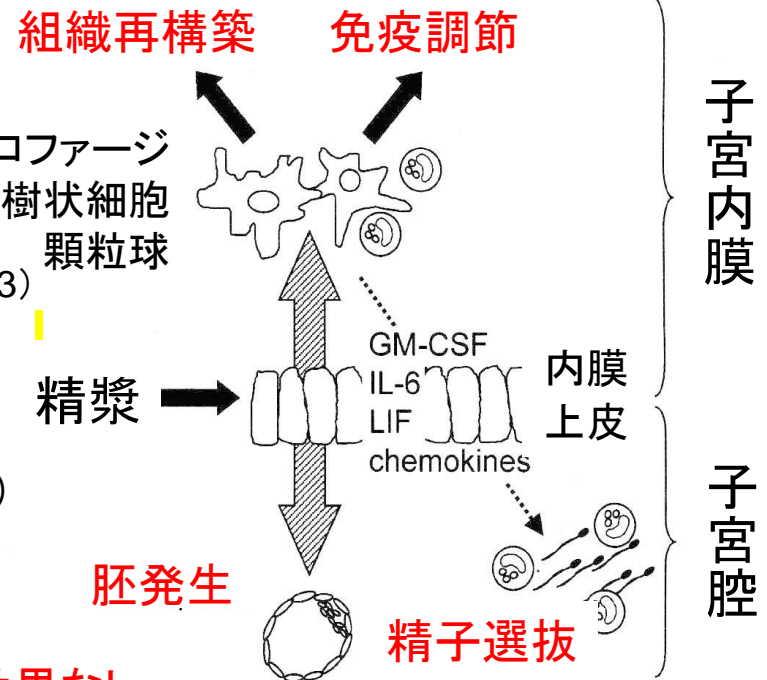 組織再構築
免疫調節
コファージ
樹状細胞
顆粒球
3)
GM-CSF
IL-6
LIF
chemokines
精漿
内膜
上皮
)
胚発生
精子選抜
子宮内膜
子宮腔